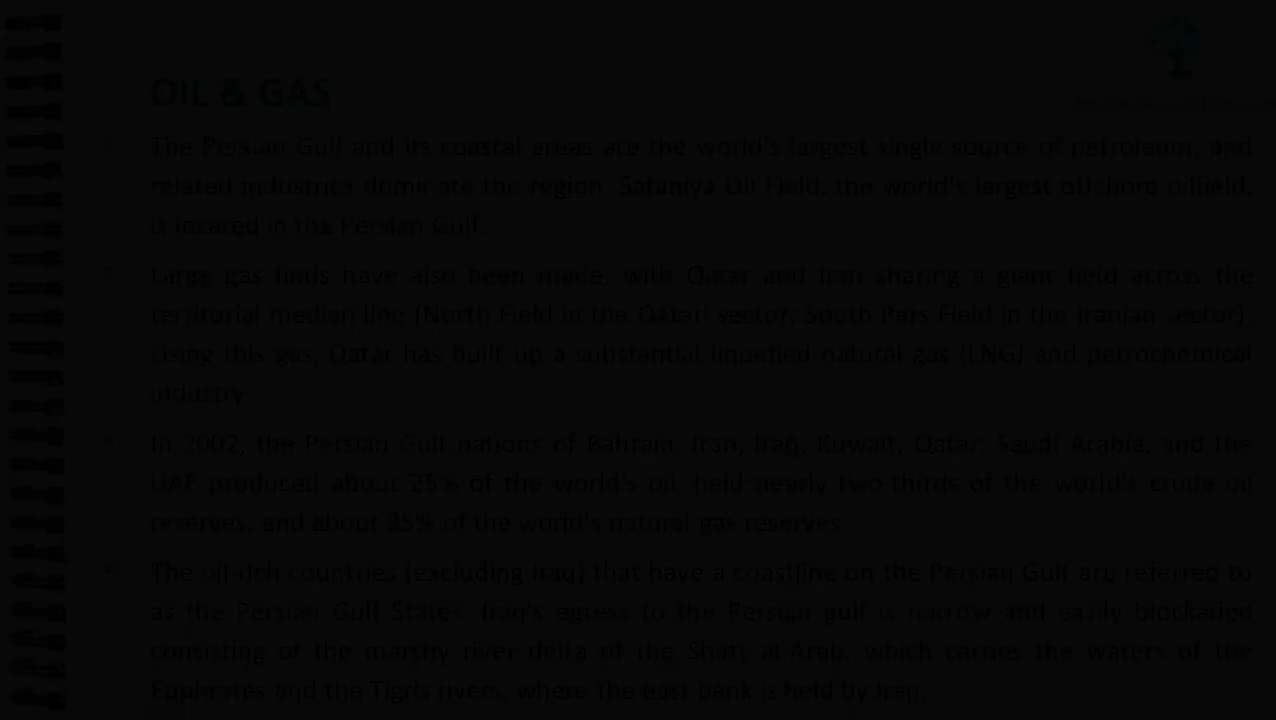 OIL & GAS
The Persian Gulf and its coastal areas are the world's largest single source of petroleum, and
related industries dominate the region. Safaniya Oil Field, the world's largest offshore oilfield,
is located in the Persian Gulf.
Large gas finds have also been made, with Qatar and Iran sharing a giant field across the
territorial median line (North Field in the Qatari sector; South Pars Field in the Iranian sector).
Using this gas, Qatar has built up a substantial liquefied natural gas (LNG) and petrochemical
industry.
In 2002, the Persian Gulf nations of Bahrain, Iran, Iraq, Kuwait, Qatar, Saudi Arabia, and the
UAE produced about 25% of the world's oil, held nearly two-thirds of the world's crude oil
reserves, and about 35% of the world's natural gas reserves.
The oil-rich countries (excluding Iraq) that have a coastline on the Persian Gulf are referred to
as the Persian Gulf States. Iraq's egress to the Persian gulf is narrow and easily blockaded
consisting of the marshy river delta of the Shatt al-Arab, which carries the waters of the
Euphrates and the Tigris rivers, where the east bank is held by Iran.